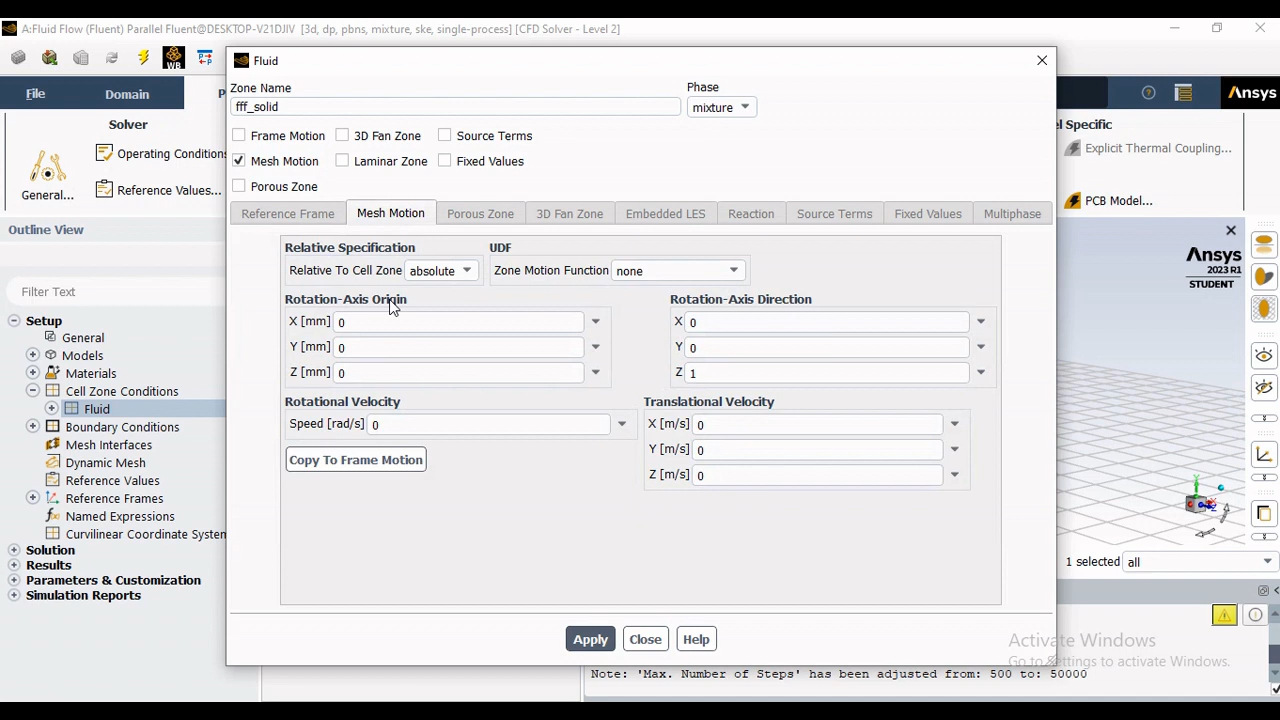 A:Fluid Flow (Fluent) Parallel Fluent@DESKTOP-V21DJIV [3d, dp, pbns, mixture, ske, single-process] [CFD Solver - Level 2]
WB
File
Domain
Ansys
Solver
General...
Operating Conditions
Reference Values...
Explicit Thermal Coupling...
PCB Model...
Outline View
Filter Text
Setup
General
Models
Materials
Cell Zone Conditions
Fluid
Boundary Conditions
Mesh Interfaces
Dynamic Mesh
Reference Values
Reference Frames
Named Expressions
Curvilinear Coordinate System
Solution
Results
Parameters & Customization
Simulation Reports
Fluid
Zone Name
fff_solid
Phase
mixture
Frame Motion 3D Fan Zone Source Terms
Mesh Motion Laminar Zone Fixed Values
Porous Zone
Reference Frame Mesh Motion Porous Zone 3D Fan Zone Embedded LES Reaction Source Terms Fixed Values Multiphase
Relative Specification
Relative To Cell Zone absolute
UDF
Zone Motion Function none
Rotation-Axis Origin
X [mm] 0
Y [mm] 0
Z [mm] 0
Rotation-Axis Direction
X 0
Y 0
Z 1
Rotational Velocity
Speed [rad/s] 0
Copy To Frame Motion
Translational Velocity
X [m/s] 0
Y [m/s] 0
Z [m/s] 0
Apply Close Help
Ansys
2023 R1
STUDENT
1 selected all
Activate Windows
Go to Settings to activate Windows.
Note: 'Max. Number of Steps' has been adjusted from: 500 to: 50000